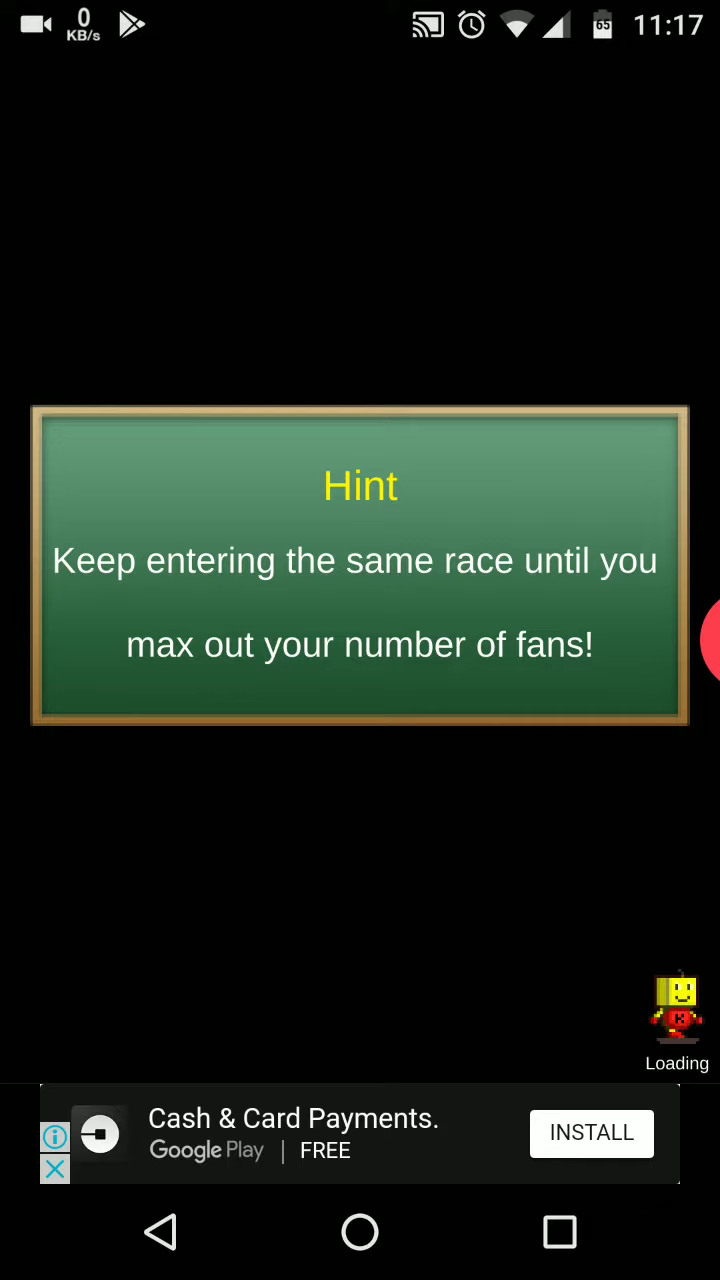 0
KB/s
65
11:17
Hint
Keep entering the same race until you
max out your number of fans!
K
Loading
Cash & Card Payments.
Google Play | FREE
INSTALL